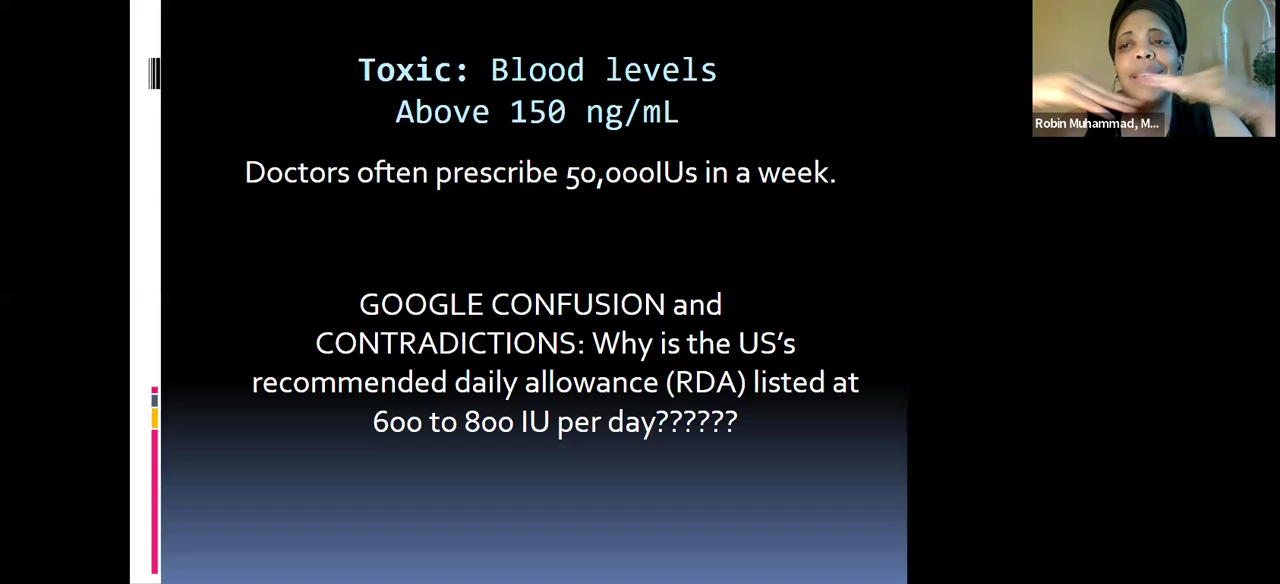 Toxic: Blood levels
Above 150 ng/mL
Doctors often prescribe 50,000IUs in a week.
GOOGLE CONFUSION and
CONTRADICTIONS: Why is the US’s
recommended daily allowance (RDA) listed at
600 to 800 IU per day??????
Robin Muhammad, M...